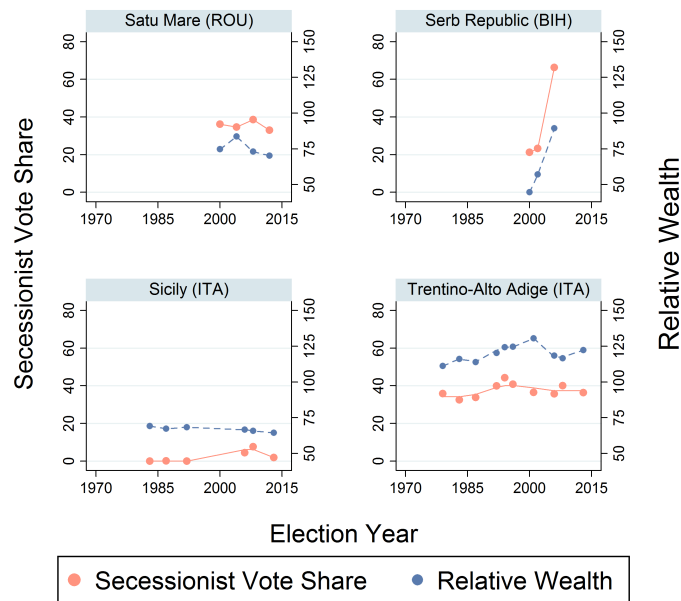 Satu Mare (ROU) Serb Republic (BIH)
80 150 80 150
60 125 60 125
40 100 40 100
20 75 20 75
0 50 0 50
1970 1985 2000 2015 1970 1985 2000 2015
Sicily (ITA) Trentino-Alto Adige (ITA)
80 150 80 150
60 125 60 125
40 100 40 100
20 75 20 75
0 50 0 50
1970 1985 2000 2015 1970 1985 2000 2015
Secessionist Vote Share
Relative Wealth
Election Year
Secessionist Vote Share Relative Wealth